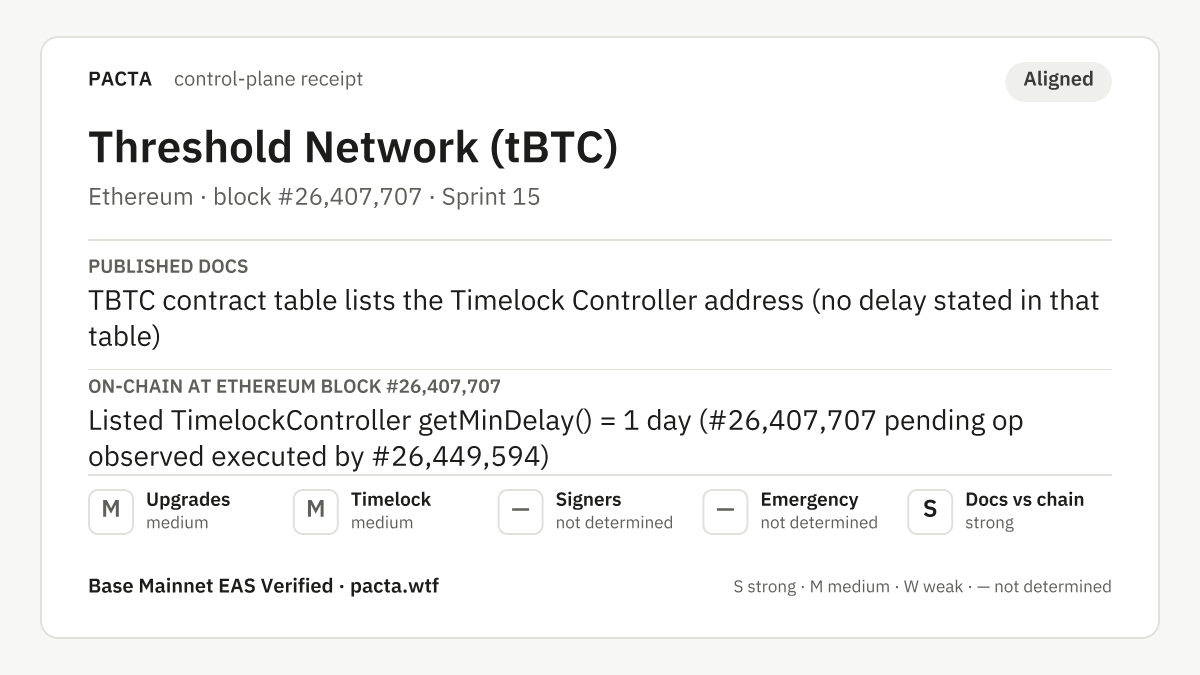 PACTA control-plane receipt
Aligned
Threshold Network (tBTC)
Ethereum · block #26,407,707 · Sprint 15
PUBLISHED DOCS
TBTC contract table lists the Timelock Controller address (no delay stated in that
table)
ON-CHAIN AT ETHEREUM BLOCK #26,407,707
Listed TimelockController getMinDelay() = 1 day (#26,407,707 pending op
observed executed by #26,449,594)
M Upgrades
medium
M Timelock
medium
— Signers
not determined
— Emergency
not determined
S Docs vs chain
strong
Base Mainnet EAS Verified · pacta.wtf
S strong · M medium · W weak · — not determined